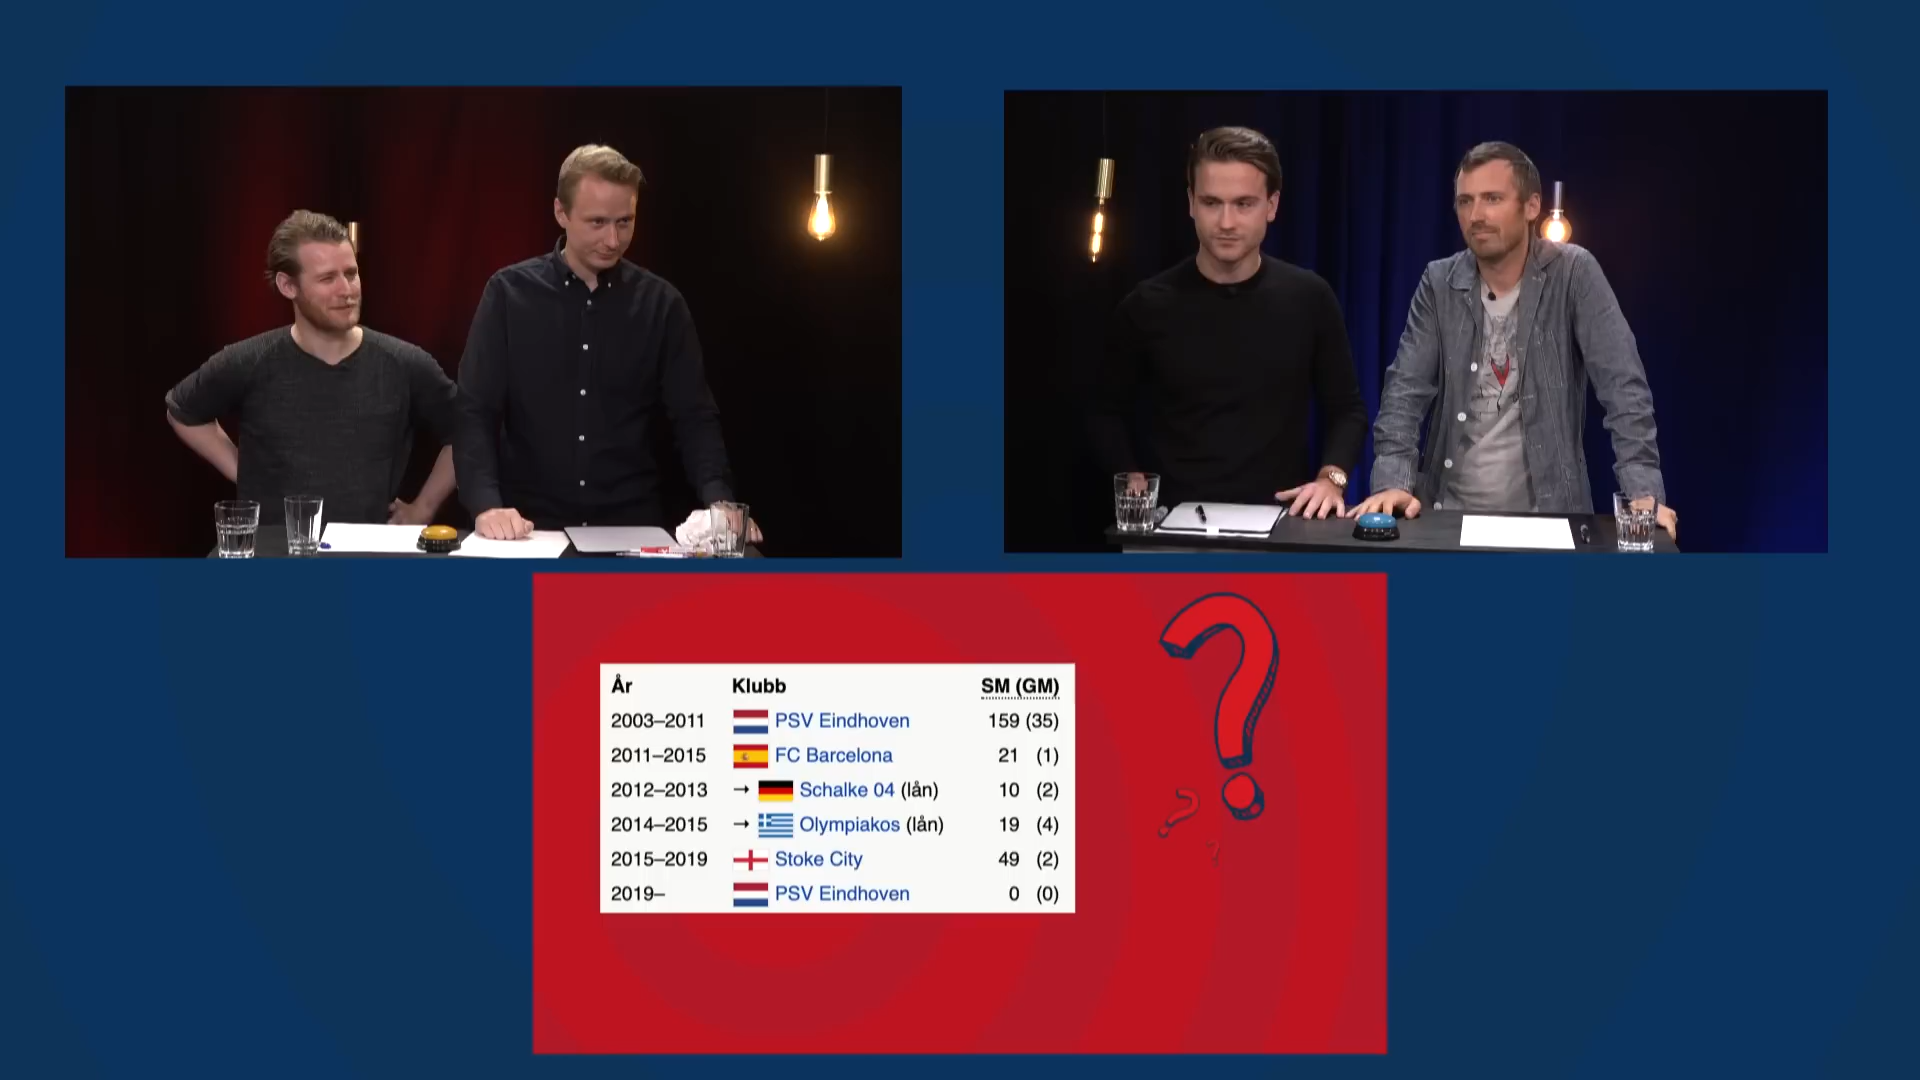 År Klubb SM (GM)
2003–2011 PSV Eindhoven 159 (35)
2011–2015 FC Barcelona 21 (1)
2012–2013 → Schalke 04 (lån) 10 (2)
2014–2015 → Olympiakos (lån) 19 (4)
2015–2019 Stoke City 49 (2)
2019– PSV Eindhoven 0 (0)
? ? ?